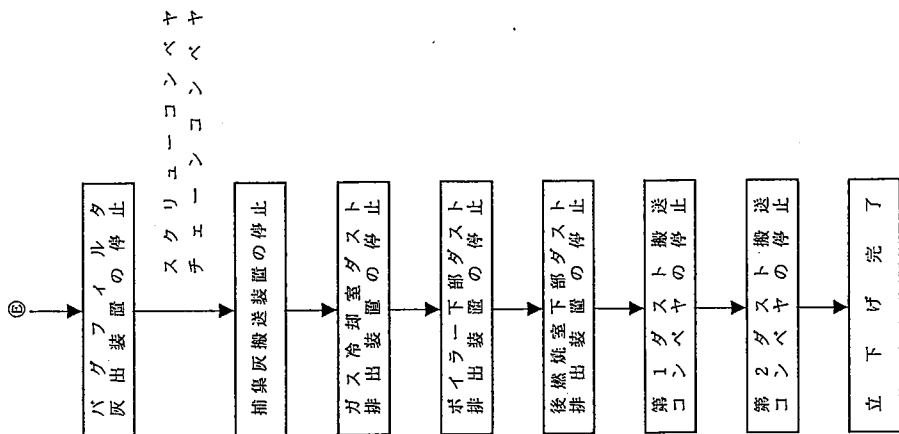 Ⓔ
バグフィルタ
灰出装置の停止
スクリューコンベヤ
チェーンコンベヤ
捕集灰搬送装置の停止
ガス冷却室ダスト
排出装置の停止
ボイラー下部ダスト
排出装置の停止
後燃焼室下部ダスト
排出装置の停止
第1ダスト搬送
コンベヤの停止
第2ダスト搬送
コンベヤの停止
立下げ完了